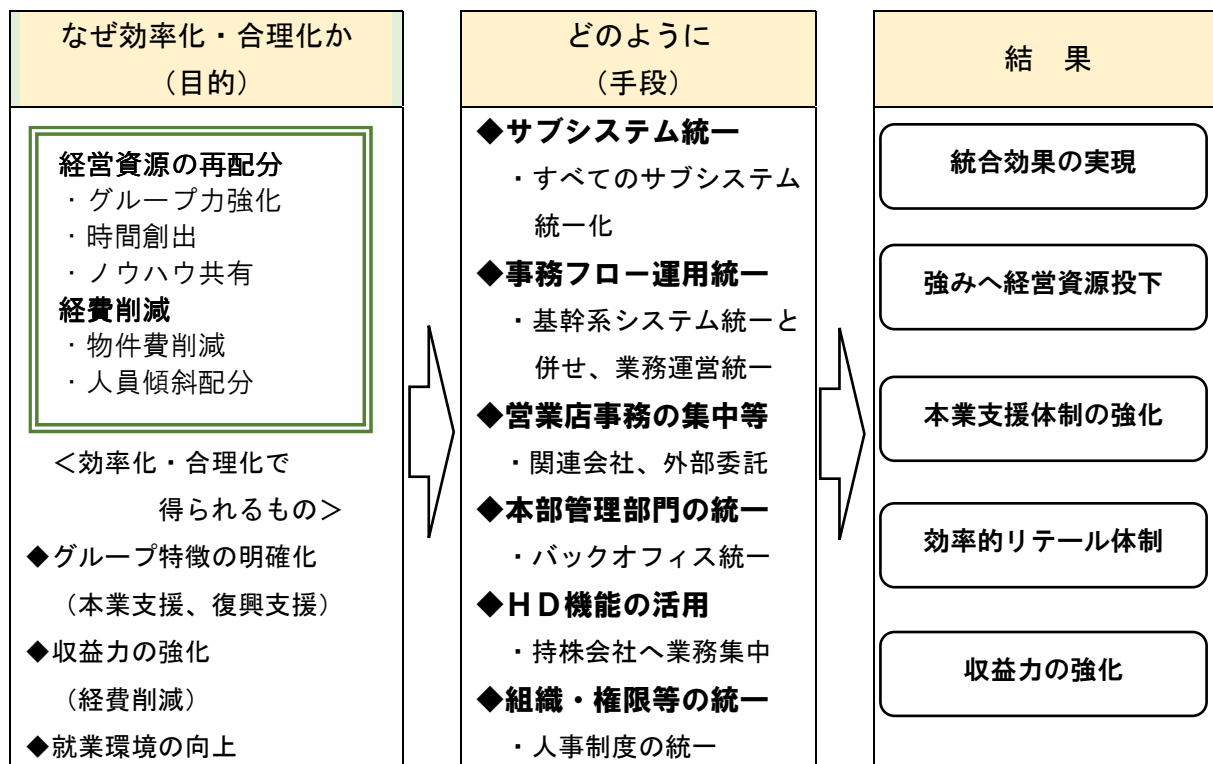 なぜ効率化・合理化か
（目的）
経営資源の再配分
・グループ力強化
・時間創出
・ノウハウ共有
経費削減
・物件費削減
・人員傾斜配分
＜効率化・合理化で
得られるもの＞
◆グループ特徴の明確化
（本業支援、復興支援）
◆収益力の強化
（経費削減）
◆就業環境の向上
どのように
（手段）
◆サブシステム統一
・すべてのサブシステム
統一化
◆事務フロー運用統一
・基幹系システム統一と
併せ、業務運営統一
◆営業店事務の集中等
・関連会社、外部委託
◆本部管理部門の統一
・バックオフィス統一
◆ＨＤ機能の活用
・持株会社へ業務集中
◆組織・権限等の統一
・人事制度の統一
結　果
統合効果の実現
強みへ経営資源投下
本業支援体制の強化
効率的リテール体制
収益力の強化